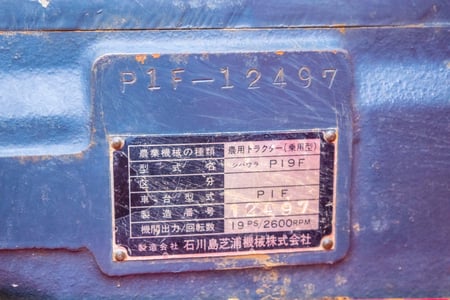 P1F-12497
農業機械の種類 農用トラクター(乗用型)
型式名 シバウラ P19F
区分
車台型式 P1F
製造番号 12497
機関出力/回転数 19PS/2600RPM
製造会社 石川島芝浦機械株式会社